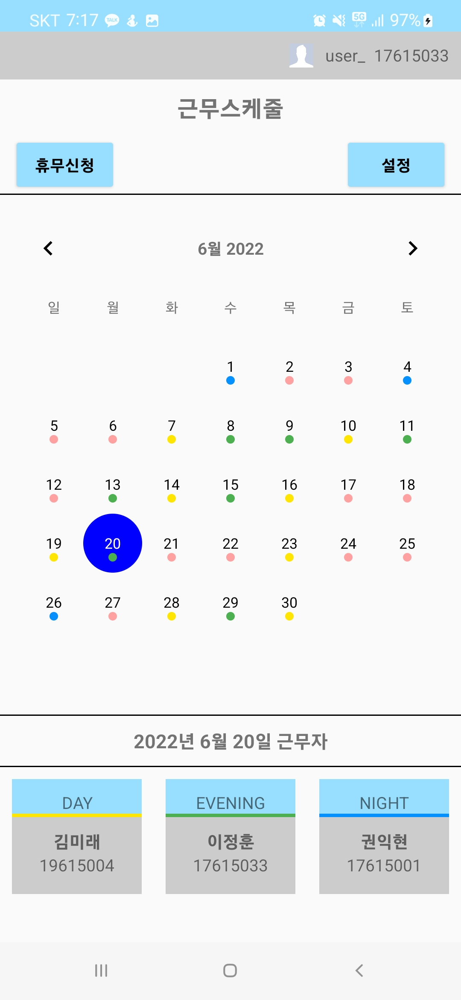 SKT 7:17 TALK 5G 97%
user_ 17615033
근무스케줄
휴무신청 설정
6월 2022
일 월 화 수 목 금 토
1 2 3 4
5 6 7 8 9 10 11
12 13 14 15 16 17 18
19 20 21 22 23 24 25
26 27 28 29 30
2022년 6월 20일 근무자
DAY EVENING NIGHT
김미래 이정훈 권익현
19615004 17615033 17615001